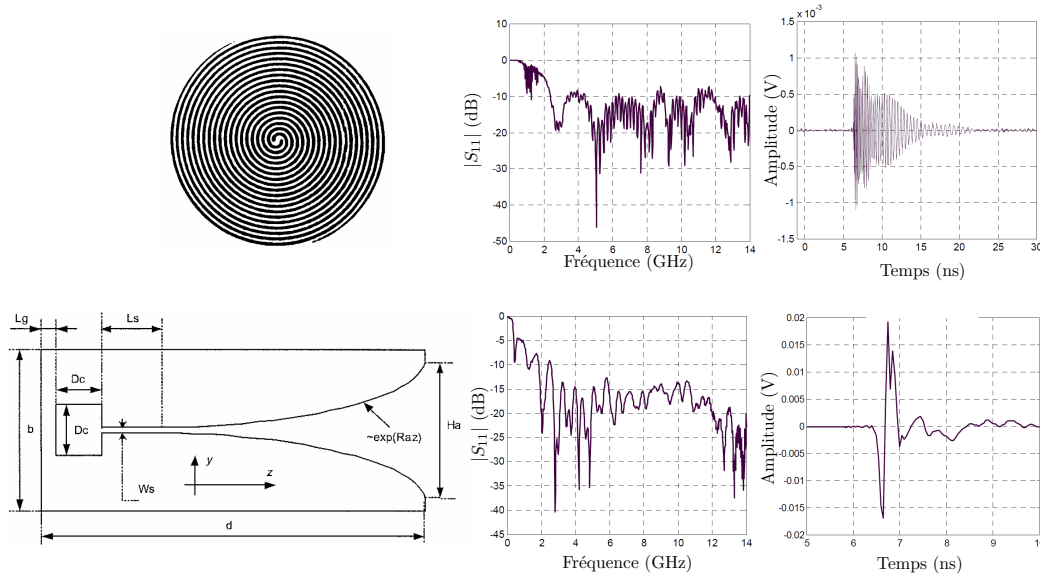 10
0
-10
-20
-30
-40
-50
0 2 4 6 8 10 12 14
|S₁₁| (dB)
Fréquence (GHz)
x 10⁻³
1.5
1
0.5
0
-0.5
-1
-1.5
0 5 10 15 20 25 30
Amplitude (V)
Temps (ns)
Lg
Ls
Dc
Dc
b
Ws
y
z
~exp(Raz)
Ha
d
0
-5
-10
-15
-20
-25
-30
-35
-40
-45
0 2 4 6 8 10 12 14
|S₁₁| (dB)
Fréquence (GHz)
0.02
0.015
0.01
0.005
0
-0.005
-0.01
-0.015
-0.02
5 6 7 8 9 10
Amplitude (V)
Temps (ns)